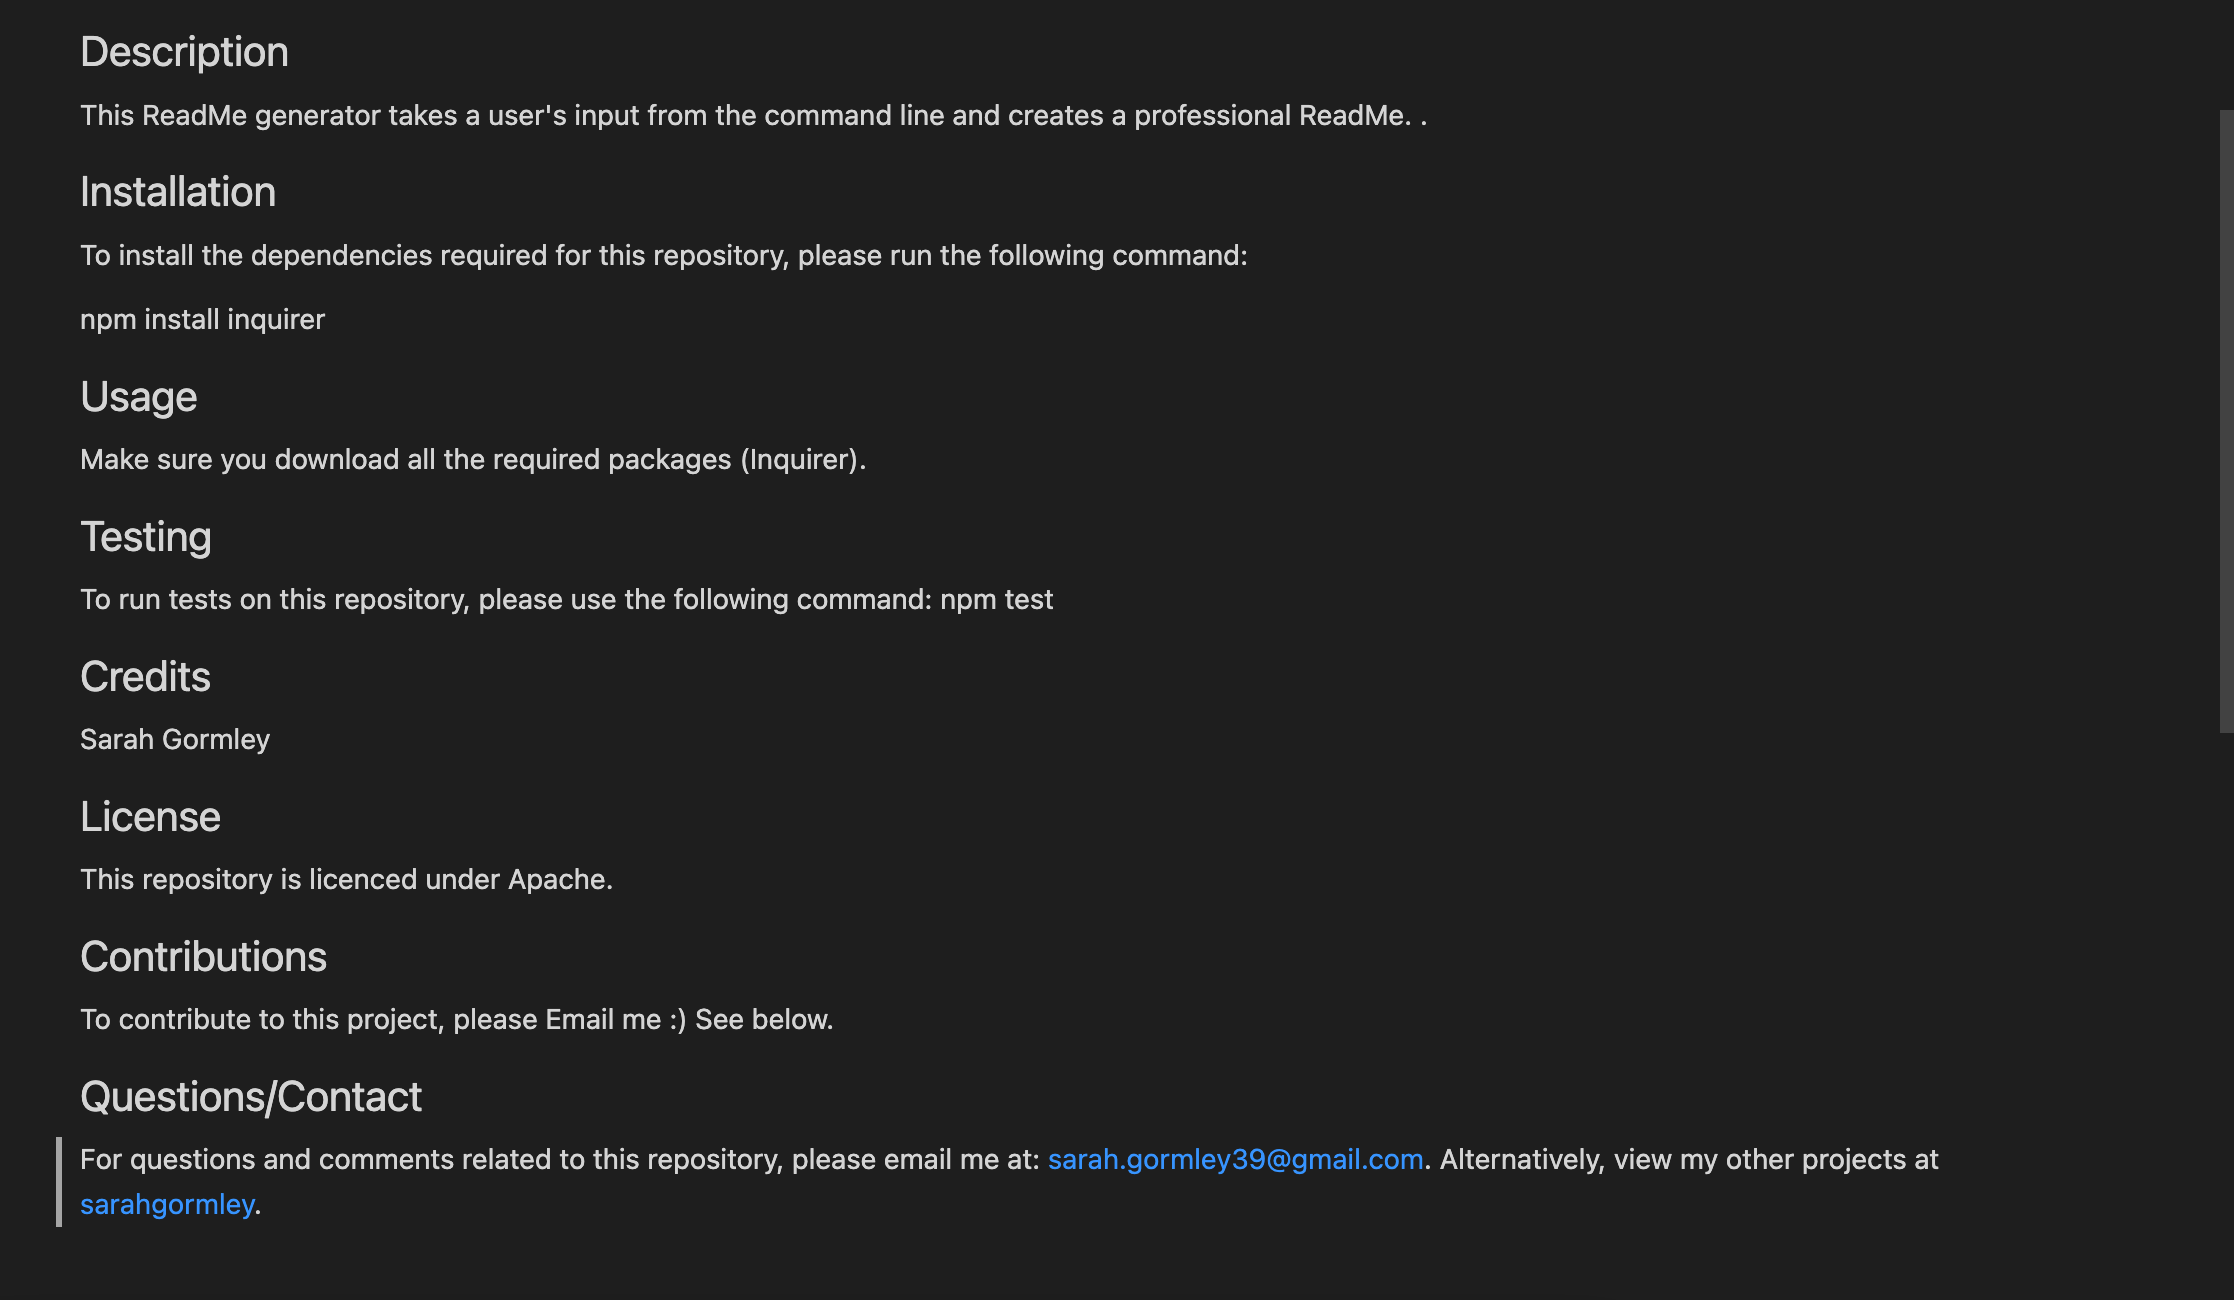 Description
This ReadMe generator takes a user's input from the command line and creates a professional ReadMe. .
Installation
To install the dependencies required for this repository, please run the following command:
npm install inquirer
Usage
Make sure you download all the required packages (Inquirer).
Testing
To run tests on this repository, please use the following command: npm test
Credits
Sarah Gormley
License
This repository is licenced under Apache.
Contributions
To contribute to this project, please Email me :) See below.
Questions/Contact
For questions and comments related to this repository, please email me at: sarah.gormley39@gmail.com. Alternatively, view my other projects at
sarahgormley.